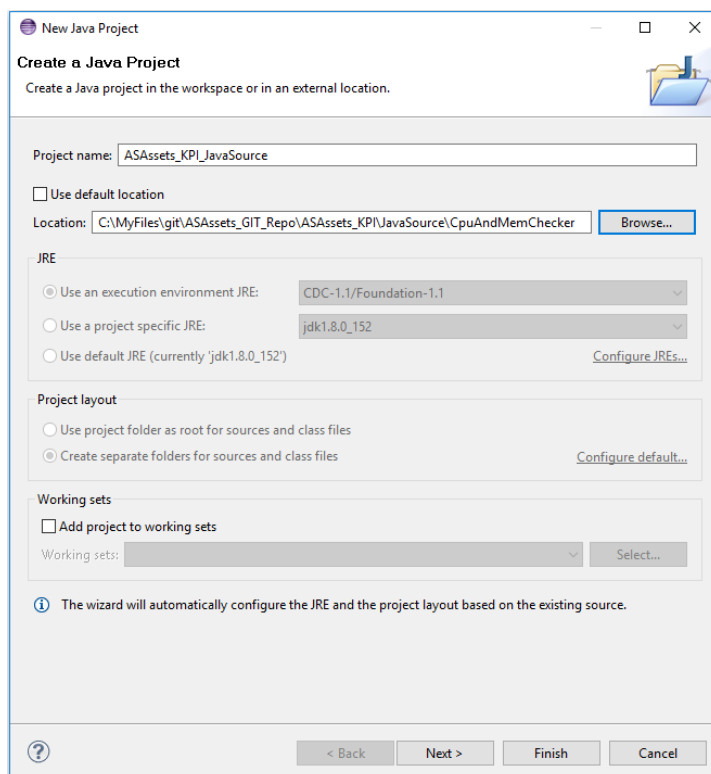 New Java Project
Create a Java Project
Create a Java project in the workspace or in an external location.
Project name: ASAssets_KPI_JavaSource
Use default location
Location: C:\MyFiles\git\ASAssets_GIT_Repo\ASAssets_KPI\JavaSource\CpuAndMemChecker Browse...
JRE
Use an execution environment JRE: CDC-1.1/Foundation-1.1
Use a project specific JRE: jdk1.8.0_152
Use default JRE (currently 'jdk1.8.0_152') Configure JREs...
Project layout
Use project folder as root for sources and class files
Create separate folders for sources and class files Configure default...
Working sets
Add project to working sets
Working sets: Select...
The wizard will automatically configure the JRE and the project layout based on the existing source.
? < Back Next > Finish Cancel